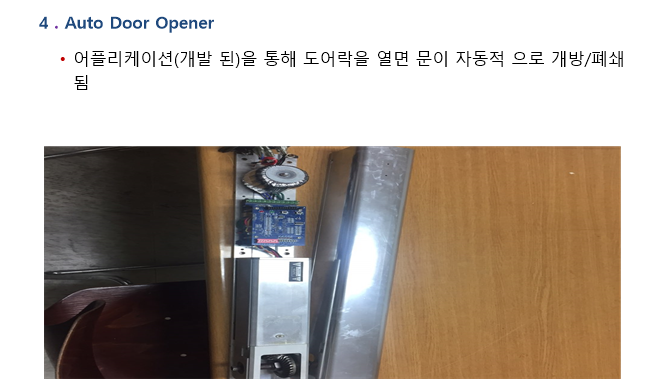 4 . Auto Door Opener
• 어플리케이션(개발 된)을 통해 도어락을 열면 문이 자동적 으로 개방/폐쇄
됨